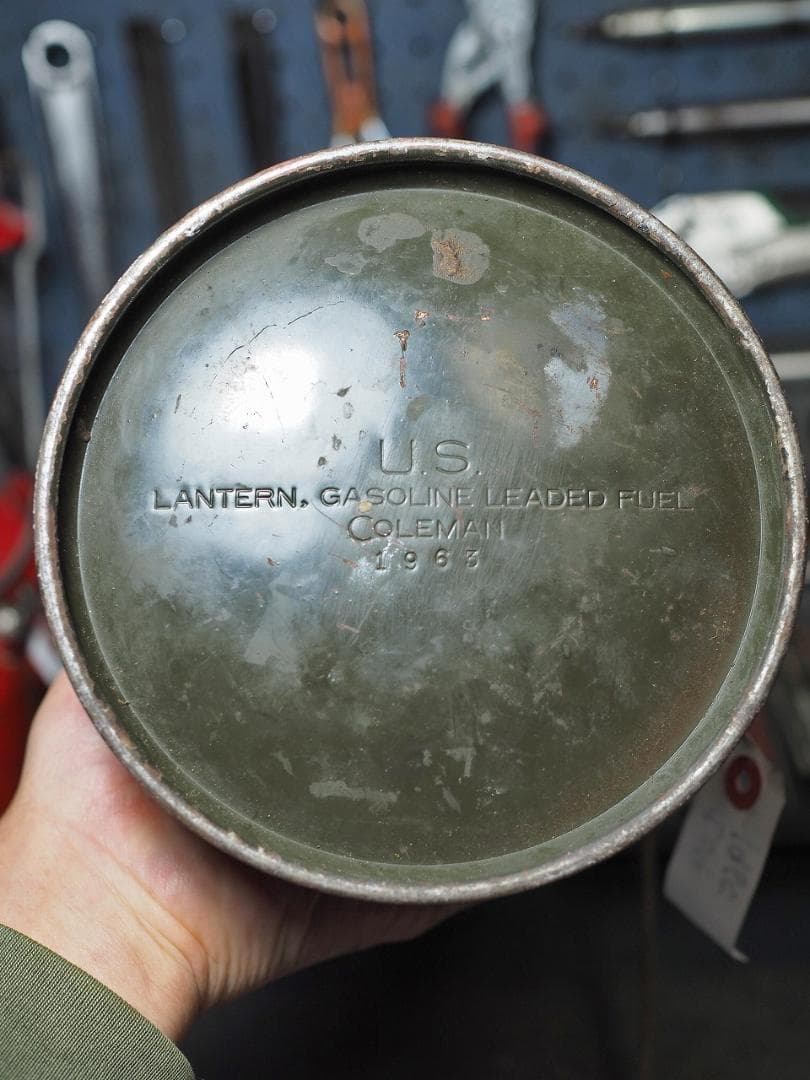 U.S.
LANTERN, GASOLINE LEADED FUEL
COLEMAN
1963